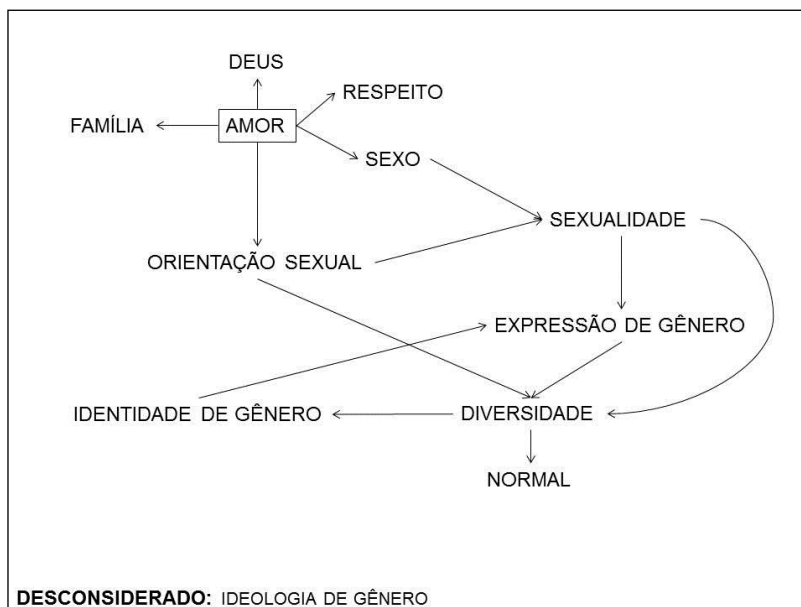 DEUS
RESPEITO
FAMÍLIA
AMOR
SEXO
SEXUALIDADE
ORIENTAÇÃO SEXUAL
EXPRESSÃO DE GÊNERO
IDENTIDADE DE GÊNERO
DIVERSIDADE
NORMAL
DESCONSIDERADO: IDEOLOGIA DE GÊNERO